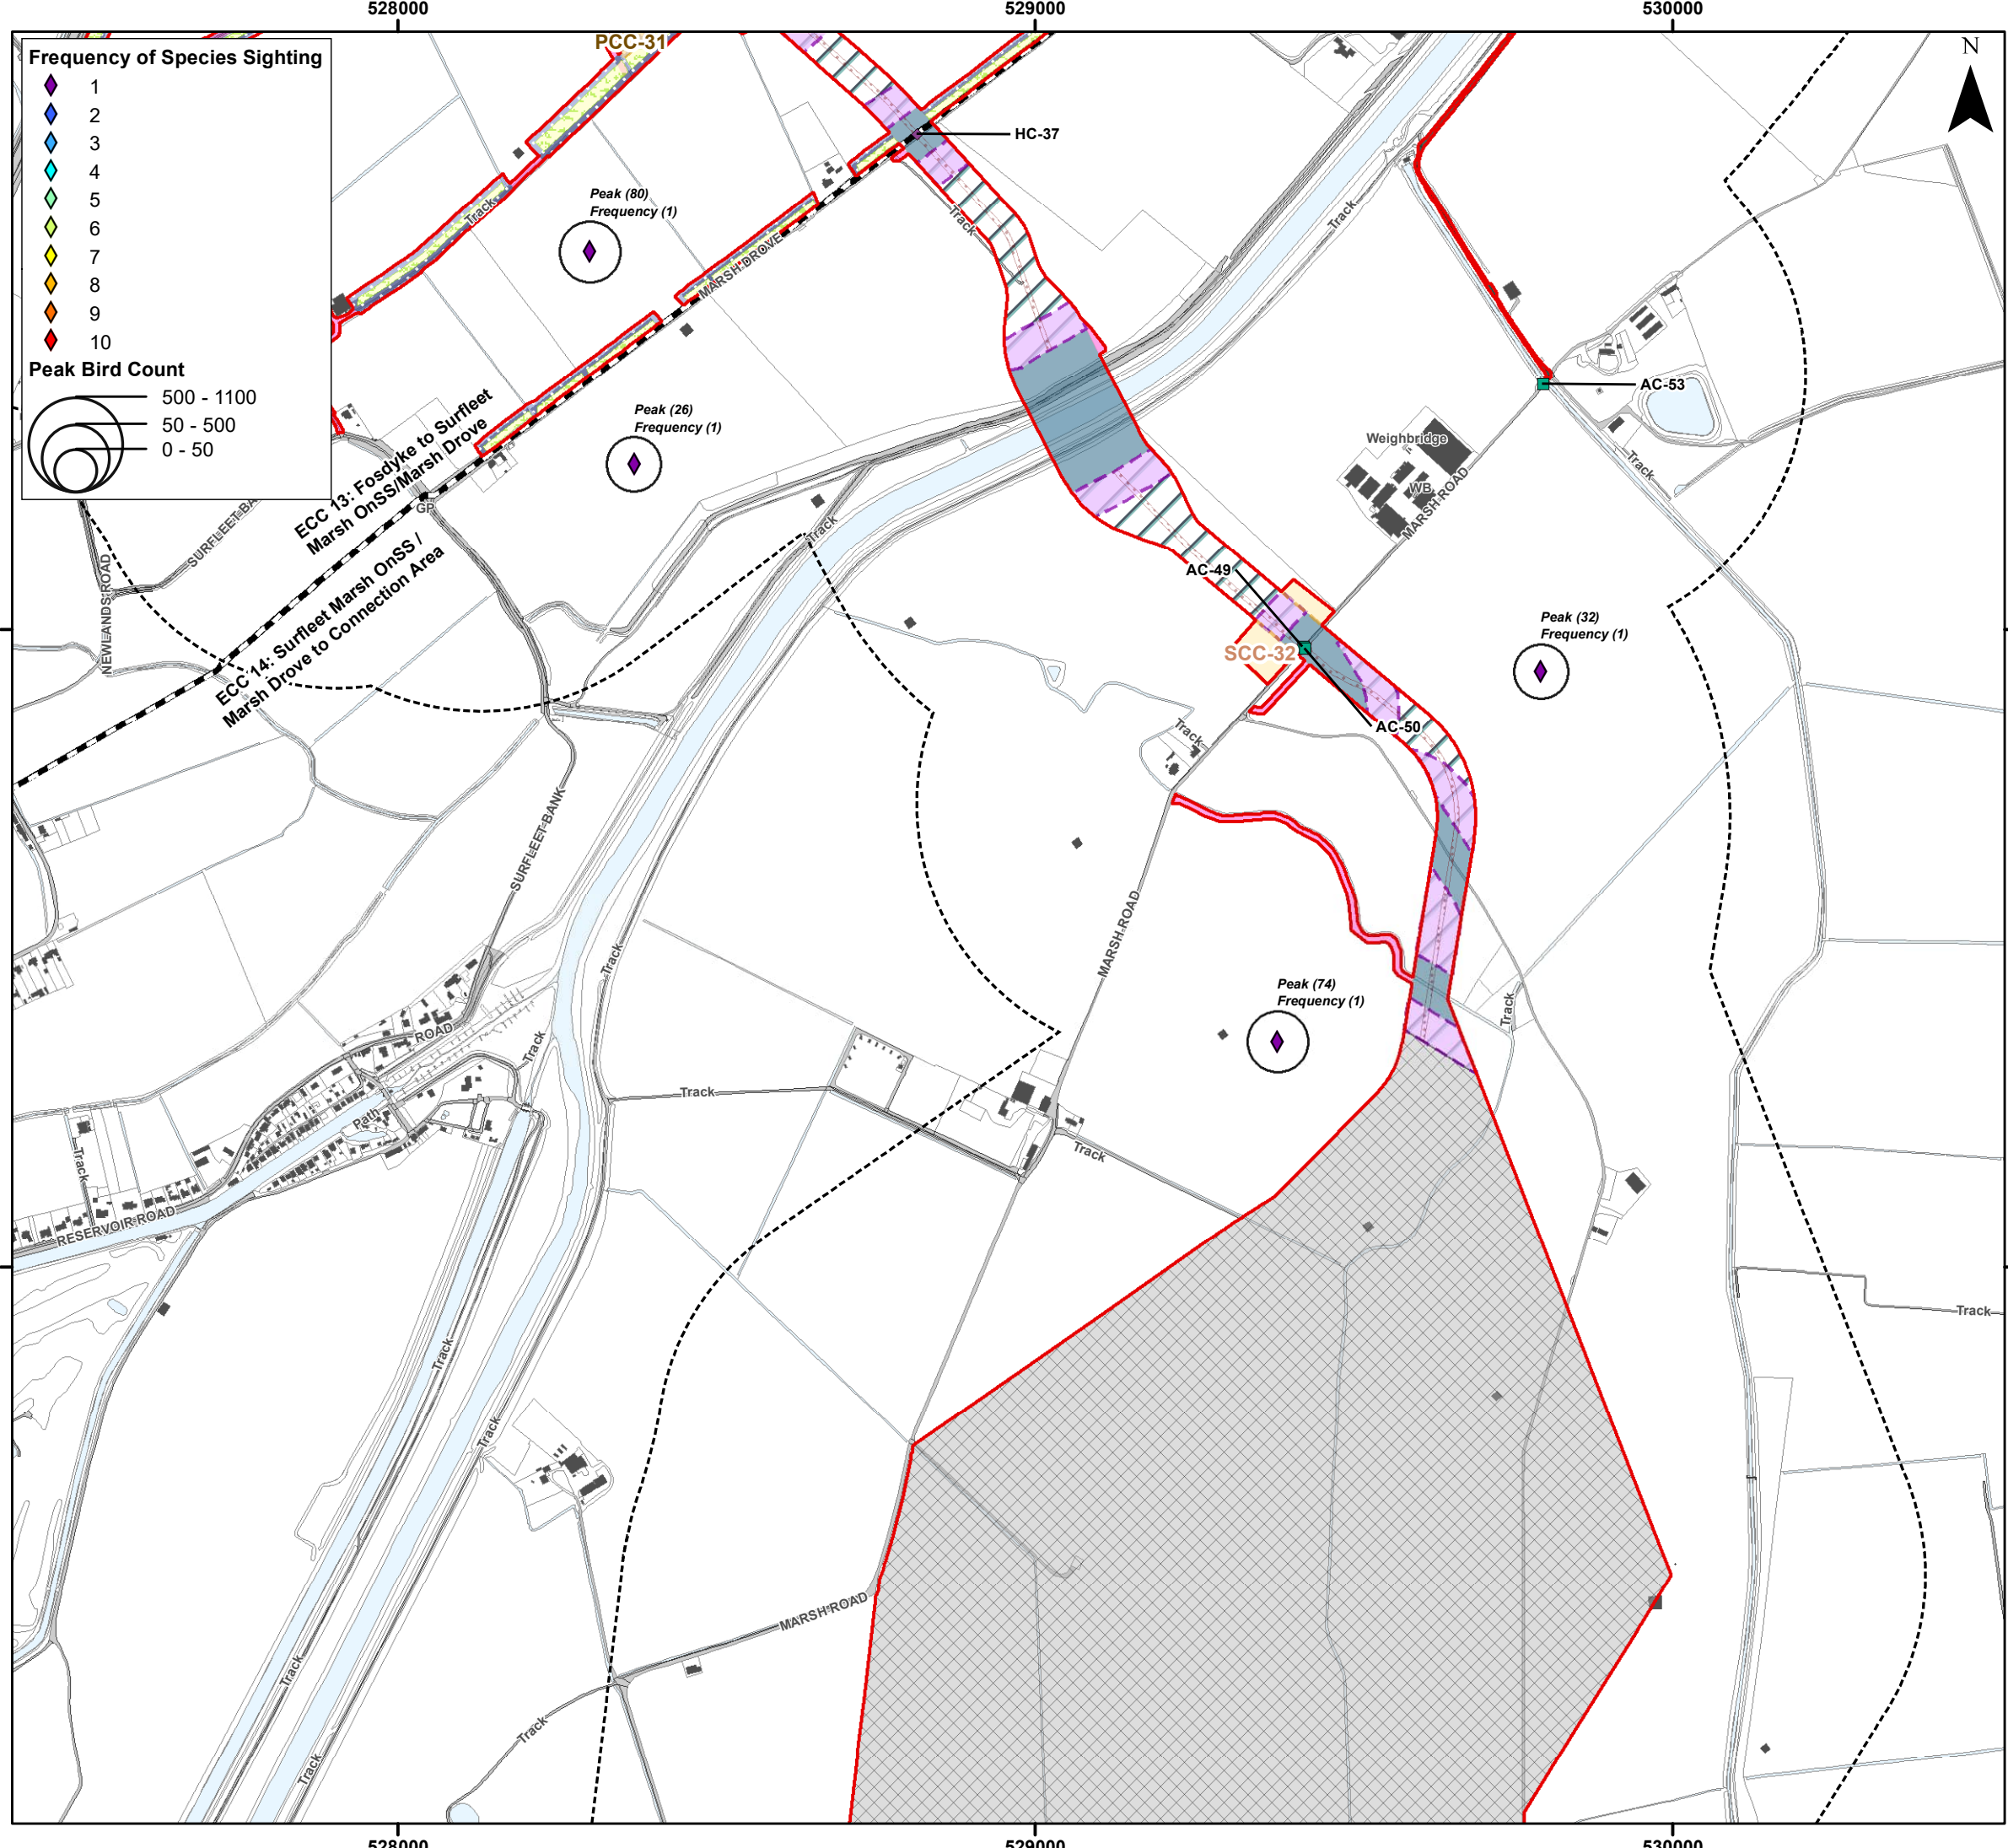 528000
529000
530000
Frequency of Species Sighting
1
2
3
4
5
6
7
8
9
10
Peak Bird Count
500 - 1100
50 - 500
0 - 50
N
PCC-31
HC-37
Track
Peak (80)
Frequency (1)
Track
Track
MARSH DROVE
Peak (26)
Frequency (1)
AC-53
Weighbridge
WB
MARSH ROAD
Track
ECC 13: Fosdyke to Surfleet
Marsh OnSS/Marsh Drove
GP
SURFLEET BA
NEWLANDS ROAD
ECC 14: Surfleet Marsh OnSS /
Marsh Drove to Connection Area
Track
AC-49
SCC-32
AC-50
Peak (32)
Frequency (1)
Track
SURFLEET BANK
MARSH ROAD
Track
Peak (74)
Frequency (1)
Track
ROAD
Track
Track
Path
Track
Track
RESERVOIR ROAD
Track
Track
Track
MARSH ROAD
Track
Track
Track
528000
529000
530000